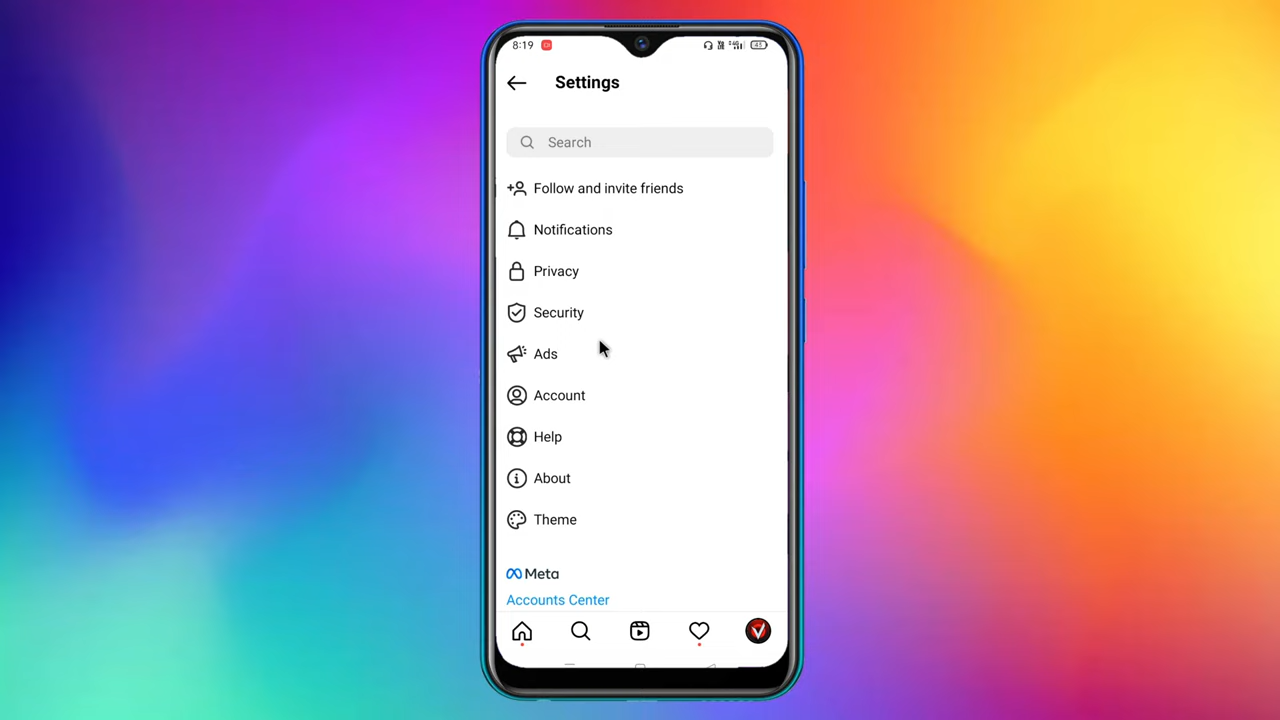 8:19
Settings
Search
Follow and invite friends
Notifications
Privacy
Security
Ads
Account
Help
About
Theme
Meta
Accounts Center